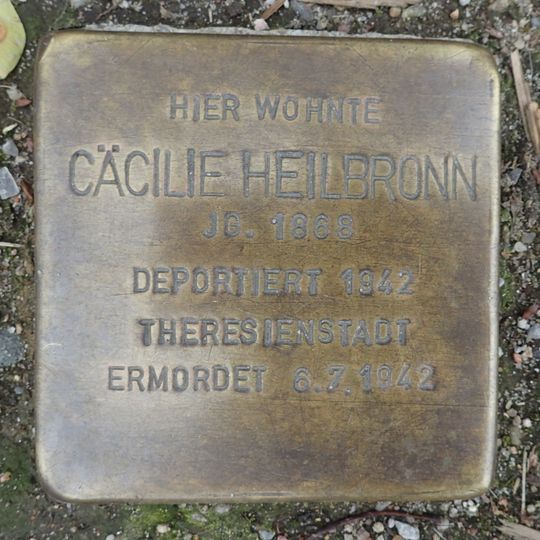 HIER WOHNTE
CÄCILIE HEILBRONN
JG. 1868
DEPORTIERT 1942
THERESIENSTADT
ERMORDET 6.7.1942